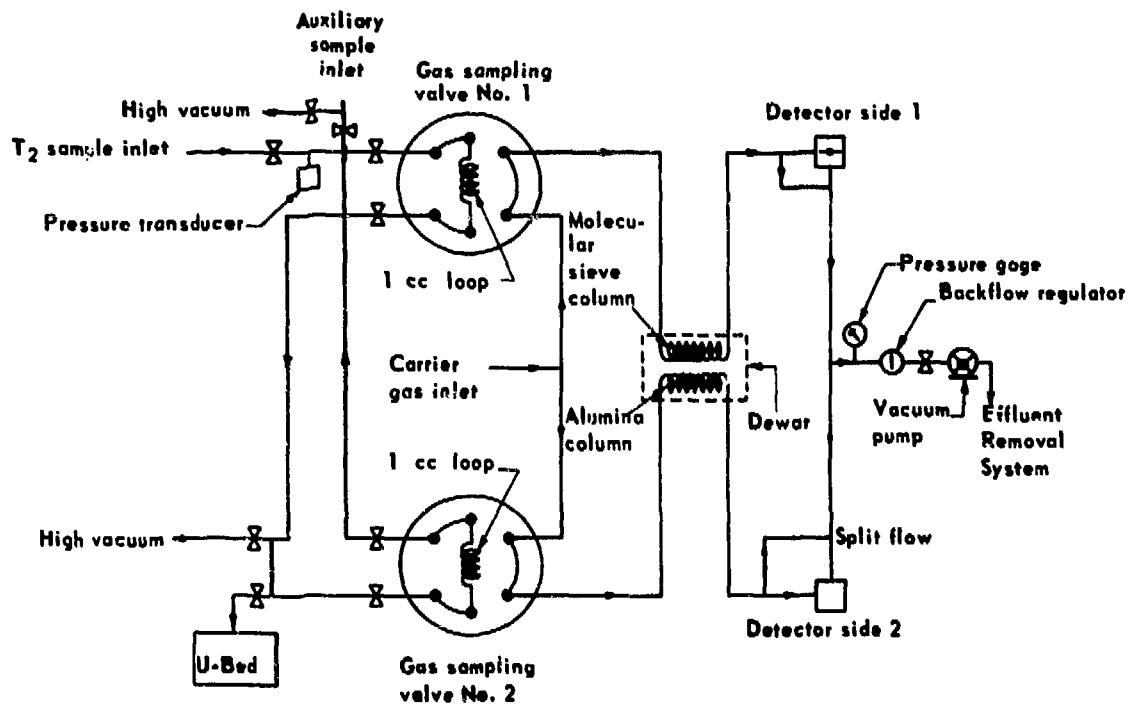 Auxiliary
sample
inlet
Gas sampling
valve No. 1
High vacuum
T2 sample inlet
Pressure transducer
Detector side 1
1 cc loop
Molecu-
lar
sieve
column
Pressure goge
Backflow regulator
Carrier
gas inlet
Alumina
column
Dewar
Vacuum
pump
Effluent
Removal
System
1 cc loop
High vacuum
Split flow
U-Bed
Gas sampling
valve No. 2
Detector side 2